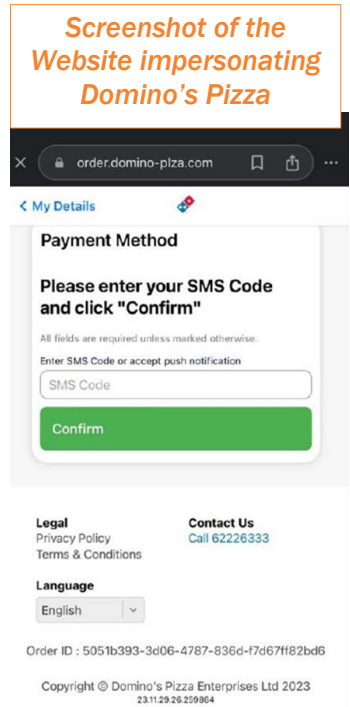 Screenshot of the
Website impersonating
Domino's Pizza
order.domino-plza.com
My Details
Payment Method
Please enter your SMS Code
and click "Confirm"
All fields are required unless marked otherwise.
Enter SMS Code or accept push notification
SMS Code
Confirm
Legal
Privacy Policy
Terms & Conditions
Contact Us
Call 62226333
Language
English
Order ID : 5051b393-3d06-4787-836d-f7d67ff82bd6
Copyright © Domino's Pizza Enterprises Ltd 2023
23.11.29.26.259864